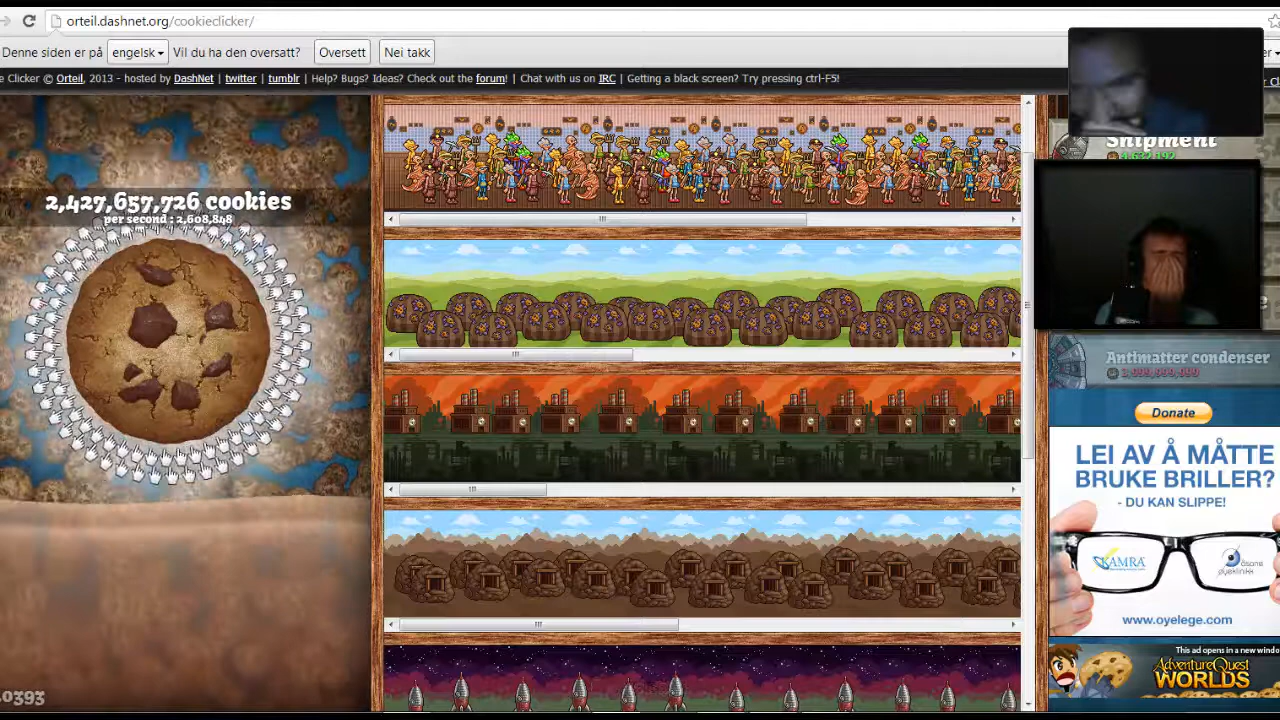 orteil.dashnet.org/cookieclicker/
Denne siden er på engelsk Vil du ha den oversatt? Oversett Nei takk
e Clicker © Orteil, 2013 - hosted by DashNet | twitter | tumblr | Help? Bugs? Ideas? Check out the forum! | Chat with us on IRC | Getting a black screen? Try pressing ctrl-F5!
2,427,657,726 cookies
per second : 2,608,848
Shipment
Antimatter condenser
Donate
LEI AV Å MÅTTE
BRUKE BRILLER?
- DU KAN SLIPPE!
KAMRA
www.oyelege.com
This ad opens in a new windo
ADVENTUREQUEST
WORLDS
.0393